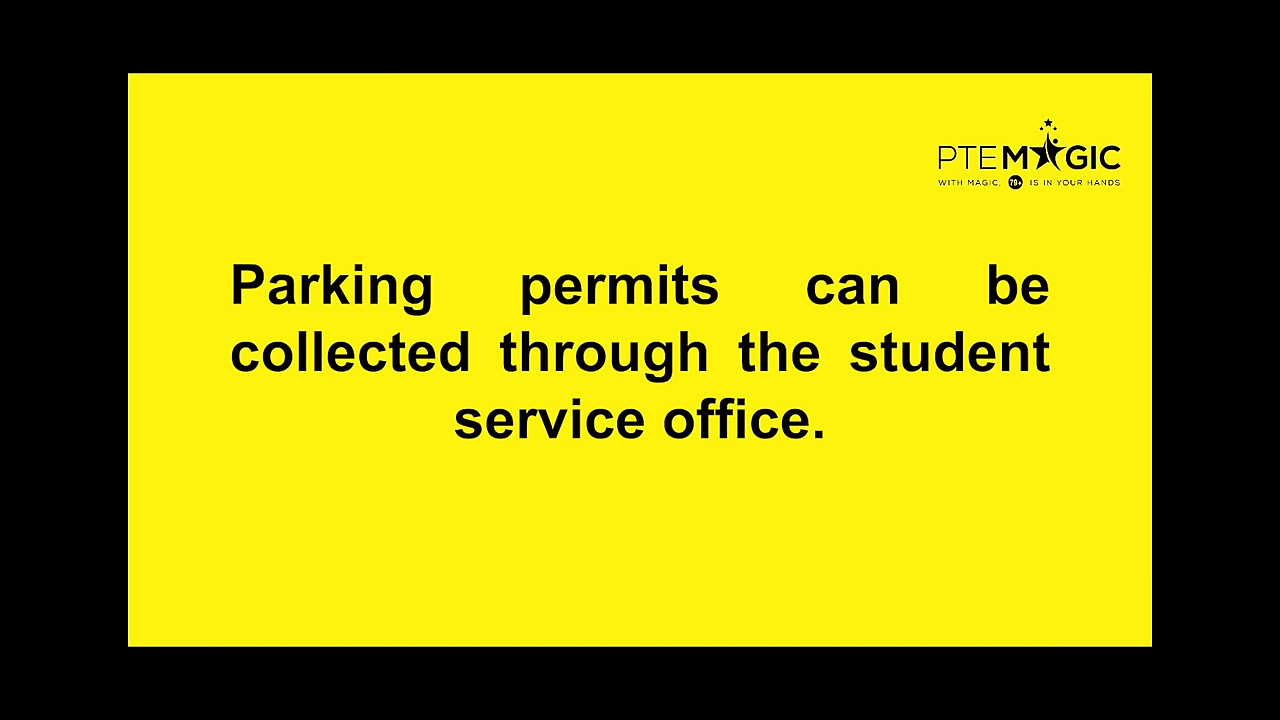 PTEMAGIC
WITH MAGIC, 79+ IS IN YOUR HANDS
Parking permits can be
collected through the student
service office.